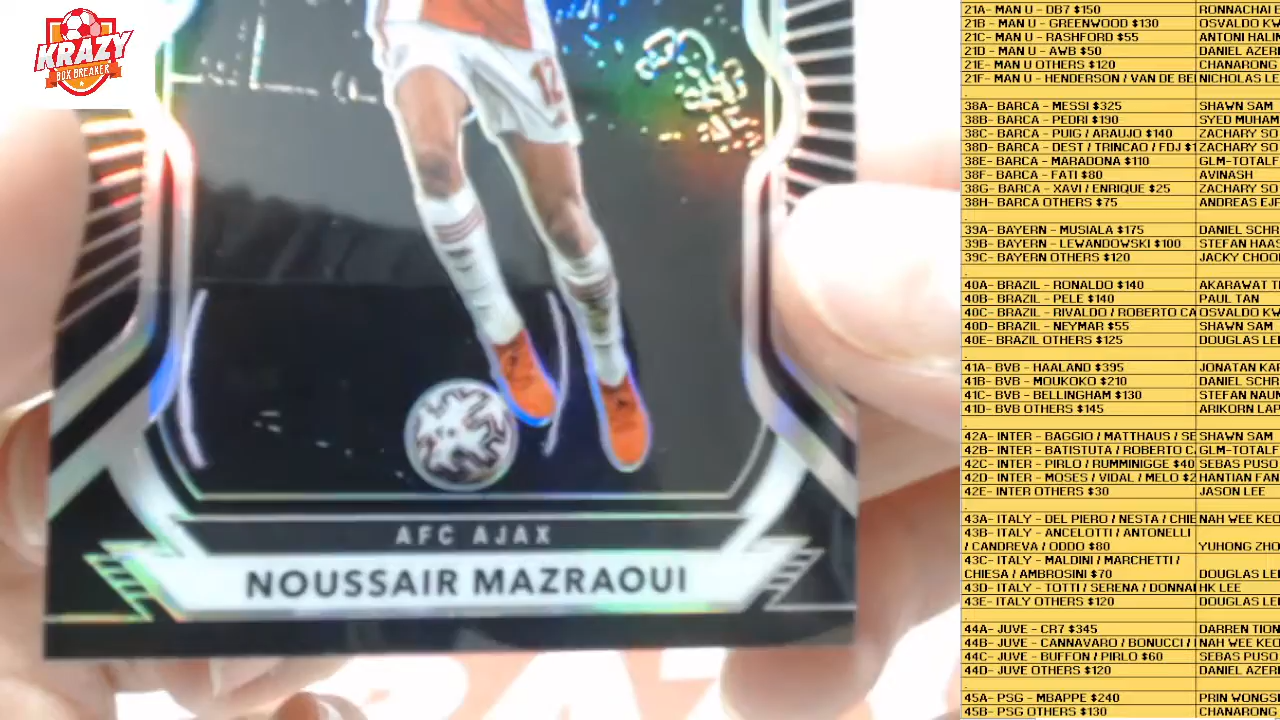 KRAZY
BOX BREAKER
12
AFC AJAX
NOUSSAIR MAZRAOUI
21A- MAN U - DB7 $150 RONNACHAI
21B - MAN U - GREENWOOD $130 OSVALDO KW
21C- MAN U - RASHFORD $55 ANTONI HALIN
21D - MAN U - AWB $50 DANIEL AZER
21E- MAN U OTHERS $120 CHANARONG
21F- MAN U - HENDERSON / VAN DE BE NICHOLAS LE
.
38A- BARCA - MESSI $325 SHAWN SAM
38B- BARCA - PEDRI $190 SYED MUHAM
38C- BARCA - PUIG / ARAUJO $140 ZACHARY SO
38D- BARCA - DEST / TRINCAO / FDJ $1 ZACHARY SO
38E- BARCA - MARADONA $110 GLM-TOTALF
38F- BARCA - FATI $80 AVINASH
38G- BARCA - XAVI / ENRIQUE $25 ZACHARY SO
38H- BARCA OTHERS $75 ANDREAS EJF
.
39A- BAYERN - MUSIALA $175 DANIEL SCHR
39B- BAYERN - LEWANDOWSKI $100 STEFAN HAAS
39C- BAYERN OTHERS $120 JACKY CHOO
.
40A- BRAZIL - RONALDO $140 AKARAWAT T
40B- BRAZIL - PELE $140 PAUL TAN
40C- BRAZIL - RIVALDO / ROBERTO CA OSVALDO KW
40D- BRAZIL - NEYMAR $55 SHAWN SAM
40E- BRAZIL OTHERS $125 DOUGLAS LE
.
41A- BVB - HAALAND $395 JONATAN KAR
41B- BVB - MOUKOKO $210 DANIEL SCHR
41C- BVB - BELLINGHAM $130 STEFAN NAUN
41D- BVB OTHERS $145 ARIKORN LAP
.
42A- INTER - BAGGIO / MATTHAUS / SE SHAWN SAM
42B- INTER - BATISTUTA / ROBERTO C. GLM-TOTALF
42C- INTER - PIRLO / RUMMINIGGE $40 SEBAS PUSO
42D- INTER - MOSES / VIDAL / MELO $2 HANTIAN FAN
42E- INTER OTHERS $30 JASON LEE
.
43A- ITALY - DEL PIERO / NESTA / CHIE NAH WEE KEO
43B- ITALY - ANCELOTTI / ANTONELLI
/ CANDREVA / ODDO $80 YUHONG ZHO
43C- ITALY - MALDINI / MARCHETTI /
CHIESA / AMBROSINI $70 DOUGLAS LE
43D- ITALY - TOTTI / SERENA / DONNA HK LEE
43E- ITALY OTHERS $120 DOUGLAS LE
.
44A- JUVE - CR7 $345 DARREN TION
44B- JUVE - CANNAVARO / BONUCCI / NAH WEE KEO
44C- JUVE - BUFFON / PIRLO $60 SEBAS PUSO
44D- JUVE OTHERS $120 DANIEL AZER
.
45A- PSG - MBAPPE $240 PRIN WONGS
45B- PSG OTHERS $130 CHANARONG